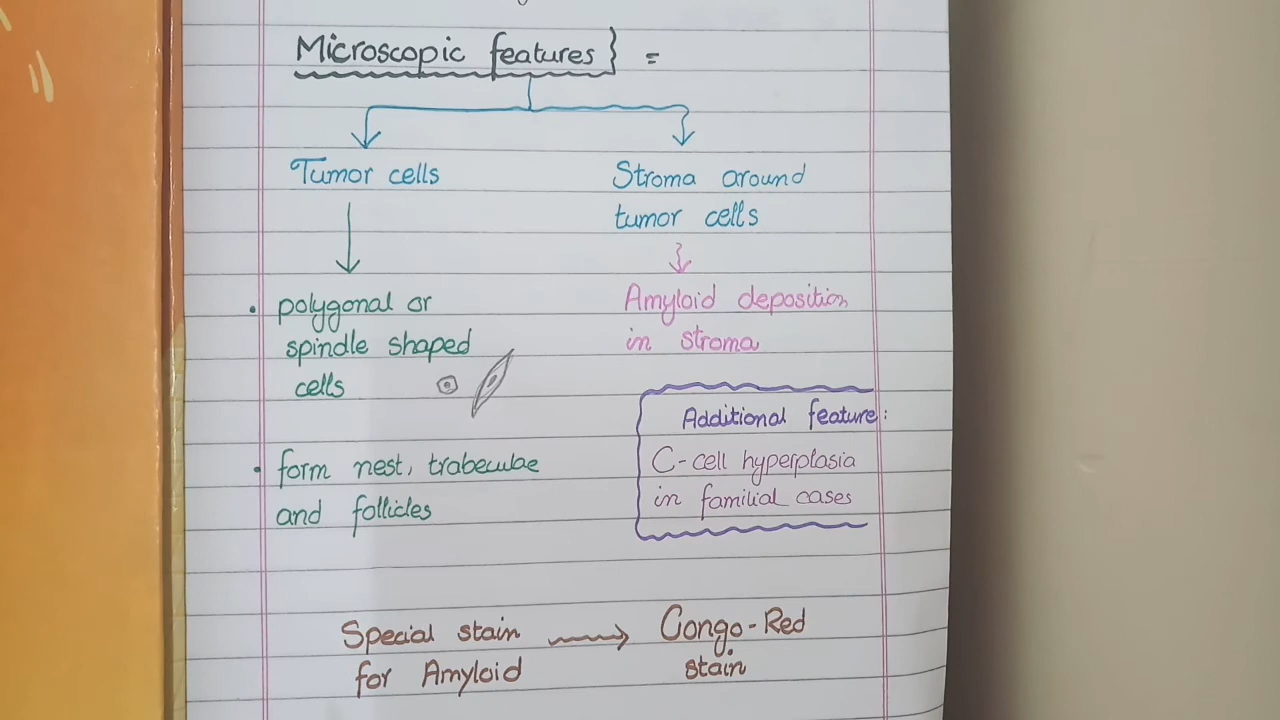 Microscopic features} =
Tumor cells
Stroma around
tumor cells
• polygonal or
spindle shaped
cells
• form nest, trabeculae
and follicles
Amyloid deposition
in stroma
Additional feature:
C-cell hyperplasia
in familial cases
Special stain
for Amyloid
Congo-Red
stain